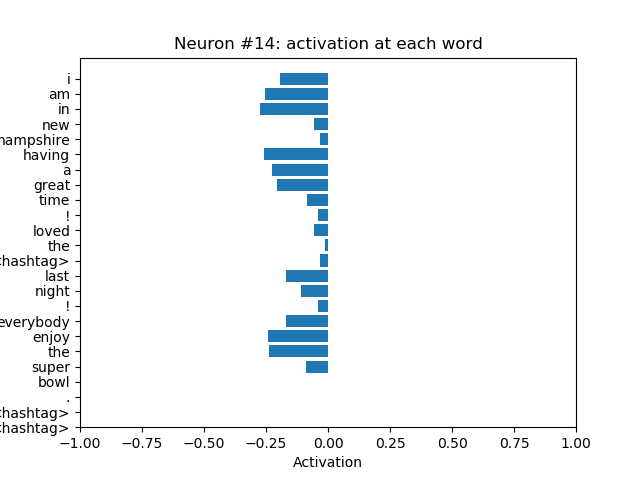 Neuron #14: activation at each word
i
am
in
new
hampshire
having
a
great
time
!
loved
the
<hashtag>
last
night
!
everybody
enjoy
the
super
bowl
.
<hashtag>
<hashtag>
−1.00 −0.75 −0.50 −0.25 0.00 0.25 0.50 0.75 1.00
Activation